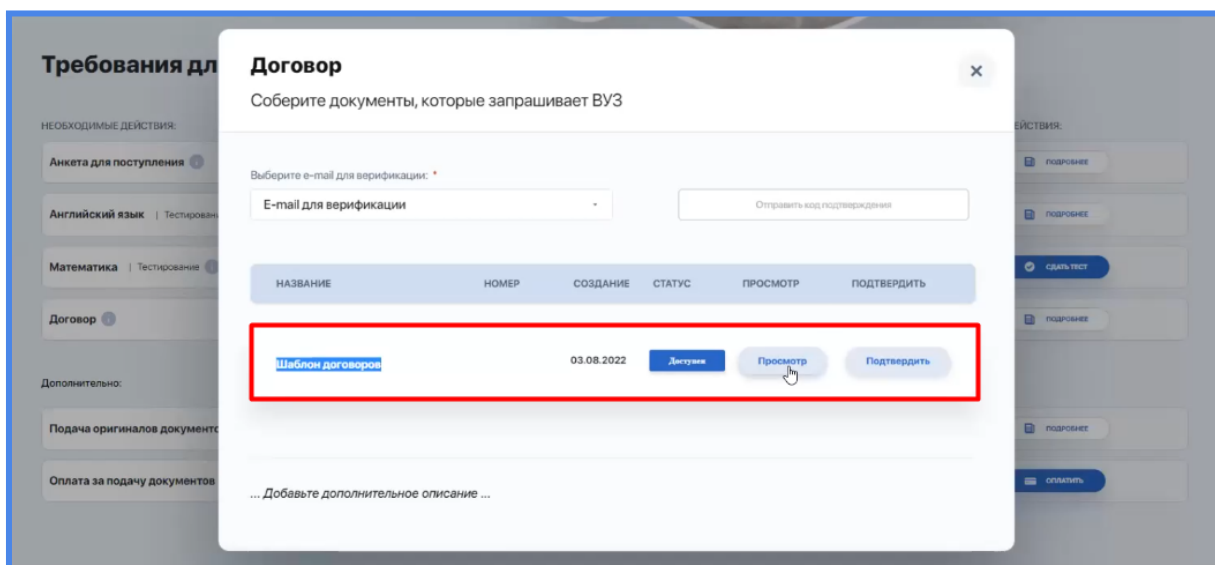 Требования дл
Договор
Соберите документы, которые запрашивает ВУЗ
НЕОБХОДИМЫЕ ДЕЙСТВИЯ:
ЕЙСТВИЯ:
Анкета для поступления
ПОДРОБНЕЕ
Выберите e-mail для верификации: *
E-mail для верификации
Отправить код подтверждения
Английский язык | Тестировани
ПОДРОБНЕЕ
Математика | Тестирование
СДАТЬ ТЕСТ
НАЗВАНИЕ НОМЕР СОЗДАНИЕ СТАТУС ПРОСМОТР ПОДТВЕРДИТЬ
Договор
ПОДРОБНЕЕ
Шаблон договоров 03.08.2022 Доступен Просмотр Подтвердить
Дополнительно:
Подача оригиналов документо
ПОДРОБНЕЕ
Оплата за подачу документов
ОПЛАТИТЬ
... Добавьте дополнительное описание ...